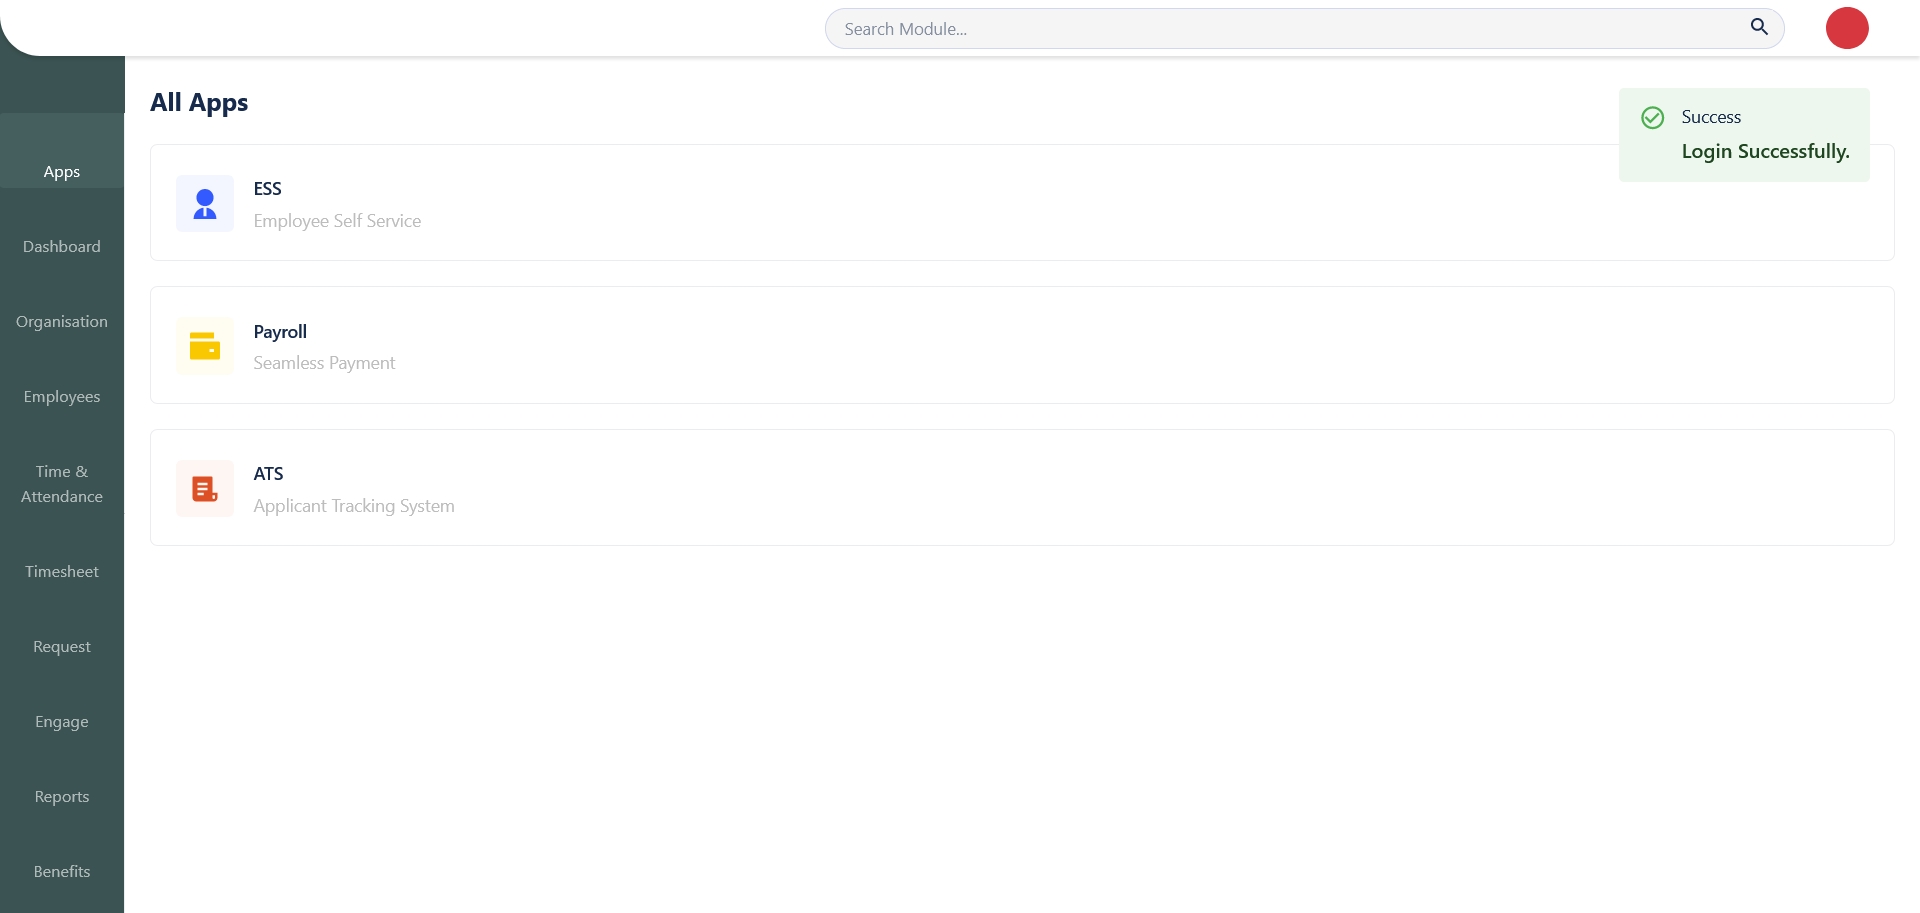 Search Module...
All Apps
Success
Login Successfully.
Apps
Dashboard
Organisation
Employees
Time &
Attendance
Timesheet
Request
Engage
Reports
Benefits
ESS
Employee Self Service
Payroll
Seamless Payment
ATS
Applicant Tracking System